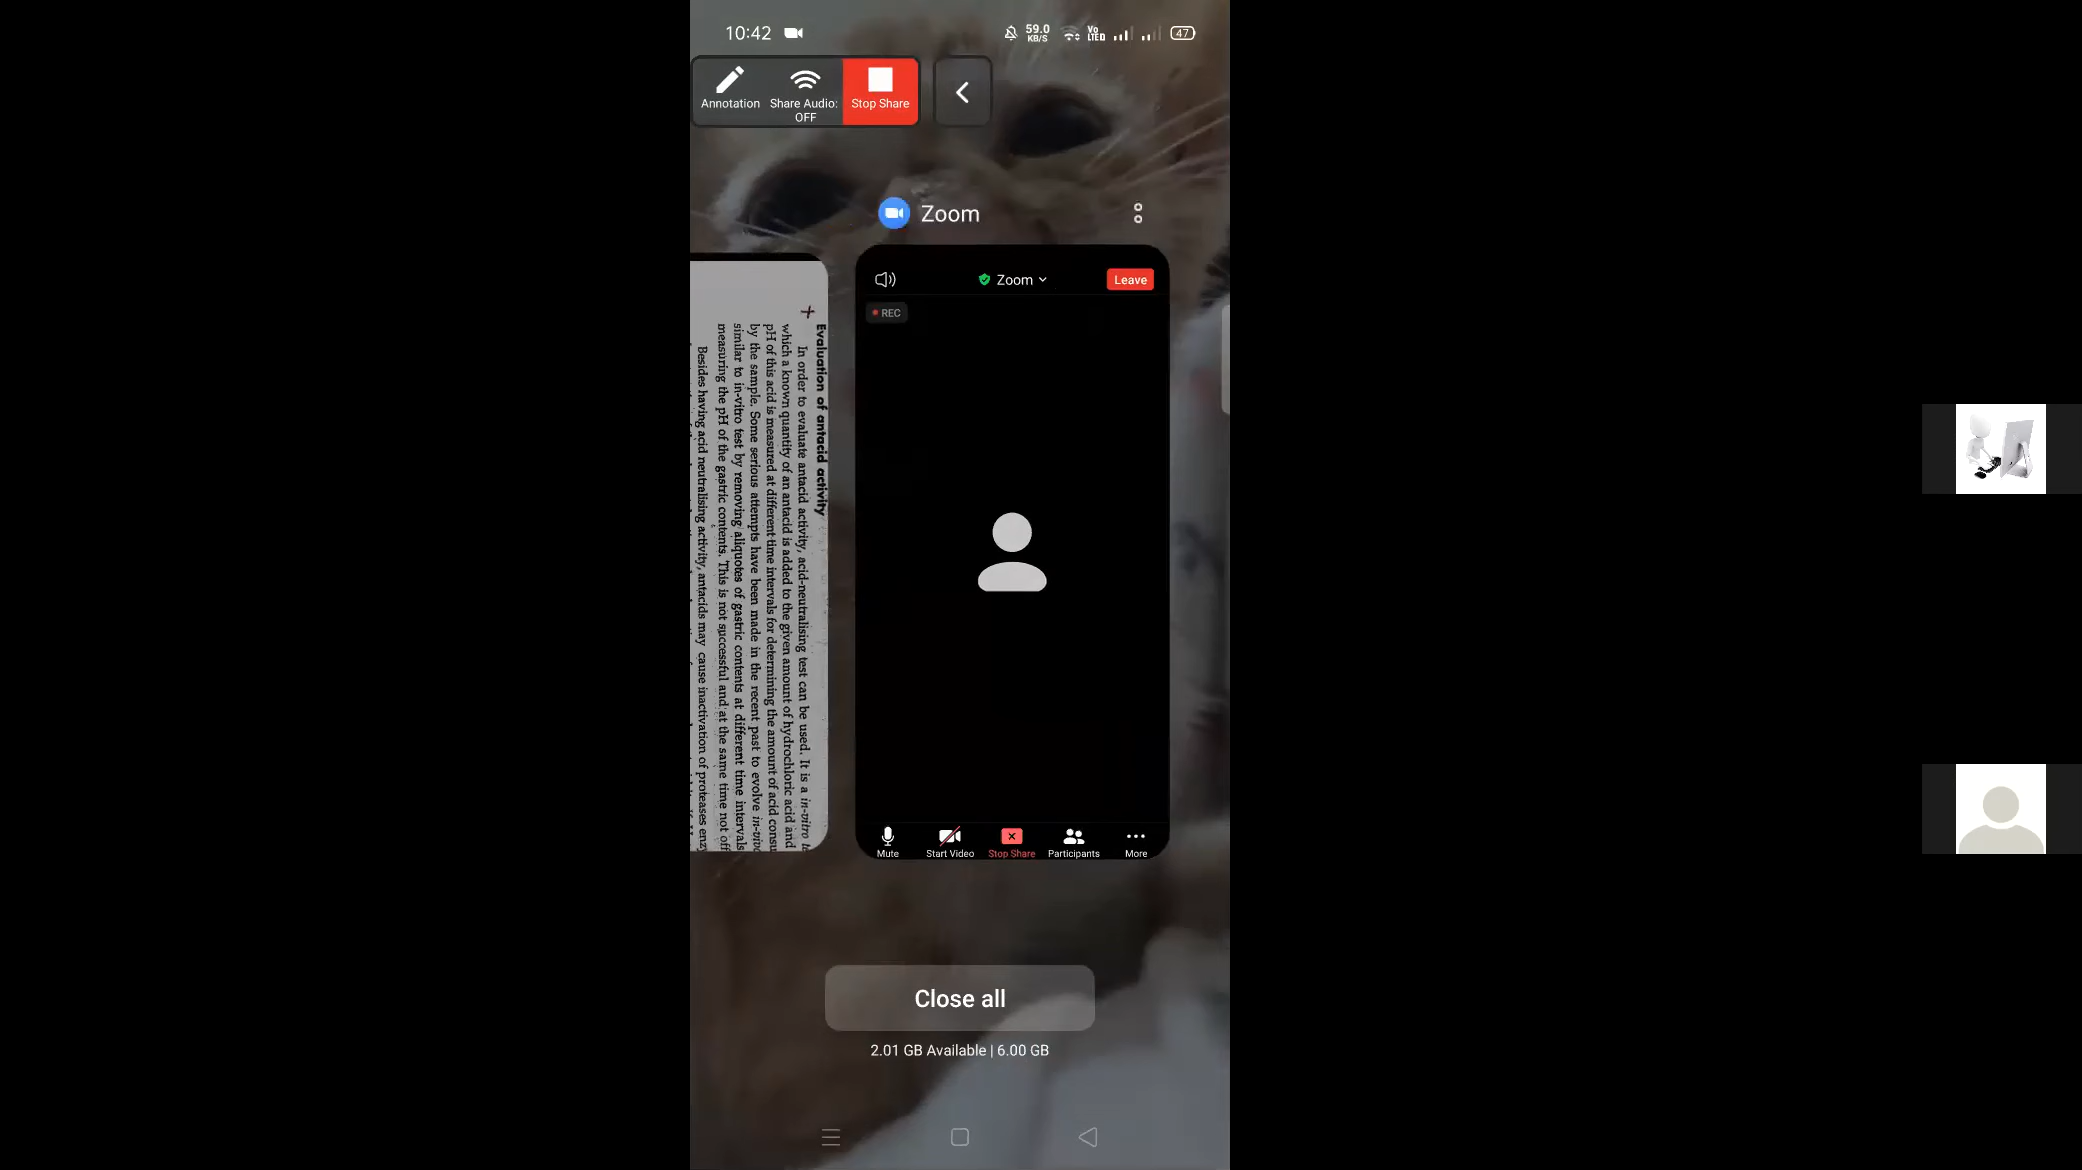 10:42
59.0
KB/S
Vo
LTE
47
Annotation
Share Audio:
OFF
Stop Share
Zoom
Zoom
Leave
REC
Evaluation of antacid activity
In order to evaluate antacid activity, acid-neutralising test can be used. It is a in-vitro
which a known quantity of an antacid is added to the given amount of hydrochloric acid and
pH of this acid is measured at different time intervals for determining the amount of acid consu
by the sample. Some serious attempts have been made in the recent past to evolve in-vivo
similar to in-vitro test by removing aliquotes of gastric contents at different time intervals
measuring the pH of the gastric contents. This is not successful and at the same time not off
Besides having acid neutralising activity, antacids may cause inactivation of proteases enzy
Mute
Start Video
Stop Share
Participants
More
Close all
2.01 GB Available | 6.00 GB